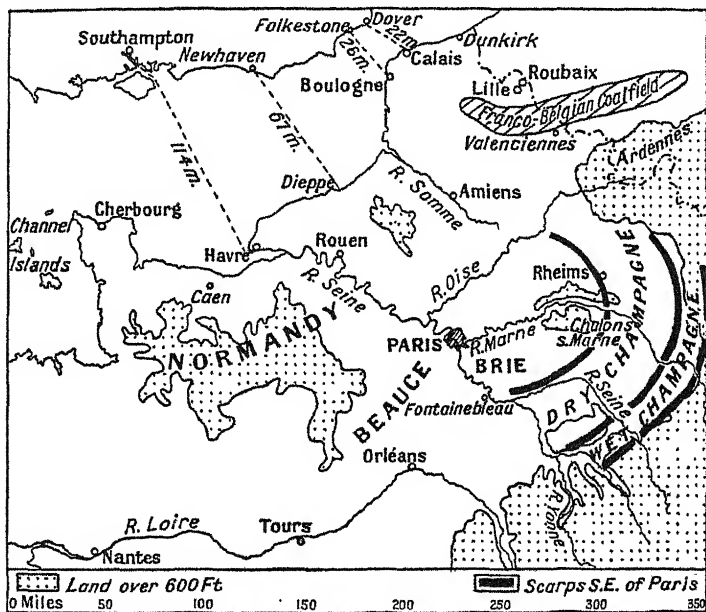 Dover
Folkestone
22m.
Dunkirk
Southampton
Newhaven
26m.
Calais
Roubaix
Boulogne
Lille
Franco-Belgian Coalfield
67 m.
Valenciennes
114 m.
Ardennes
Dieppe
R. Somme
Amiens
Channel
Islands
Cherbourg
Havre
Rouen
R. Seine
R. Oise
Rheims
Caen
NORMANDY
PARIS
R. Marne
Chalons
s. Marne
BRIE
DRY CHAMPAGNE
WET CHAMPAGNE
R. Seine
BEAUCE
Fontainebleau
Orléans
R. Yonne
R. Loire
Tours
Nantes
Land over 600 Ft
Scarps S.E. of Paris
0 Miles 50 100 150 200 250 300 350